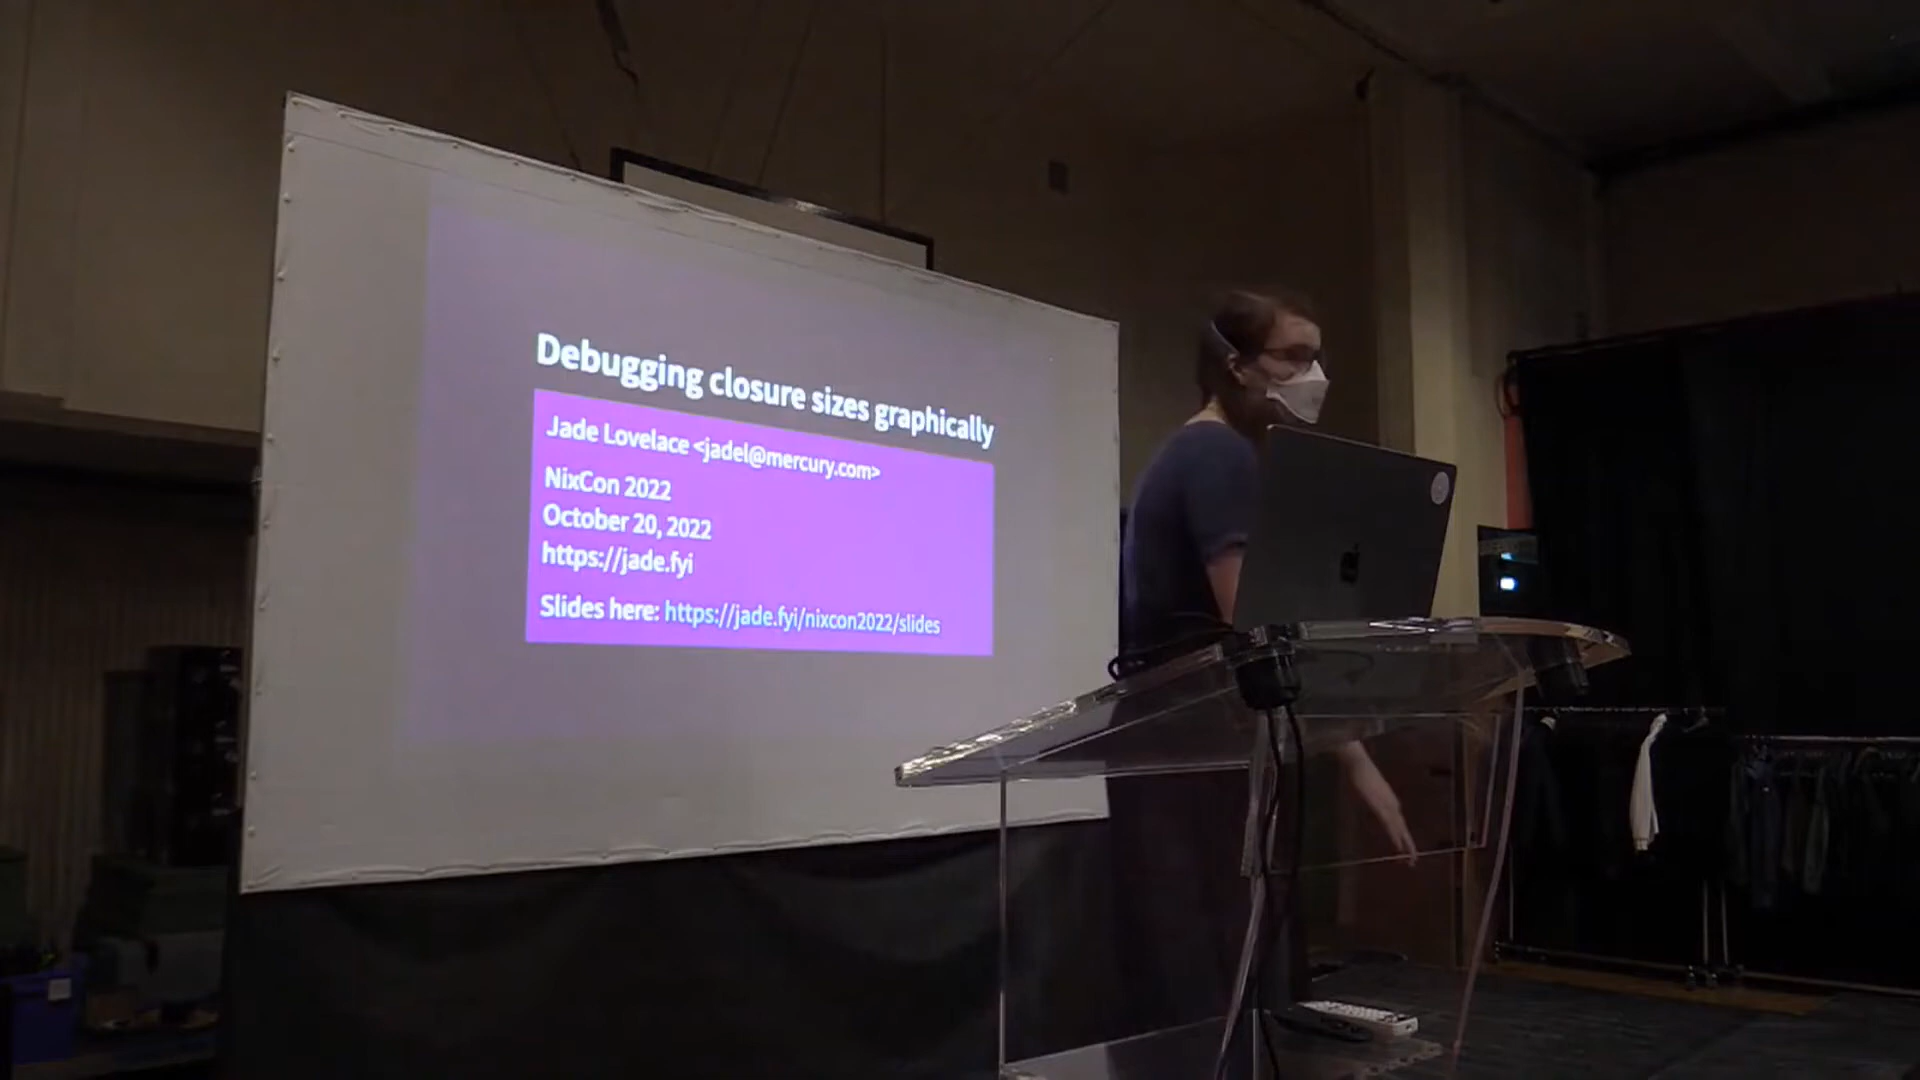 Debugging closure sizes graphically
Jade Lovelace <jadel@mercury.com>
NixCon 2022
October 20, 2022
https://jade.fyi
Slides here: https://jade.fyi/nixcon2022/slides